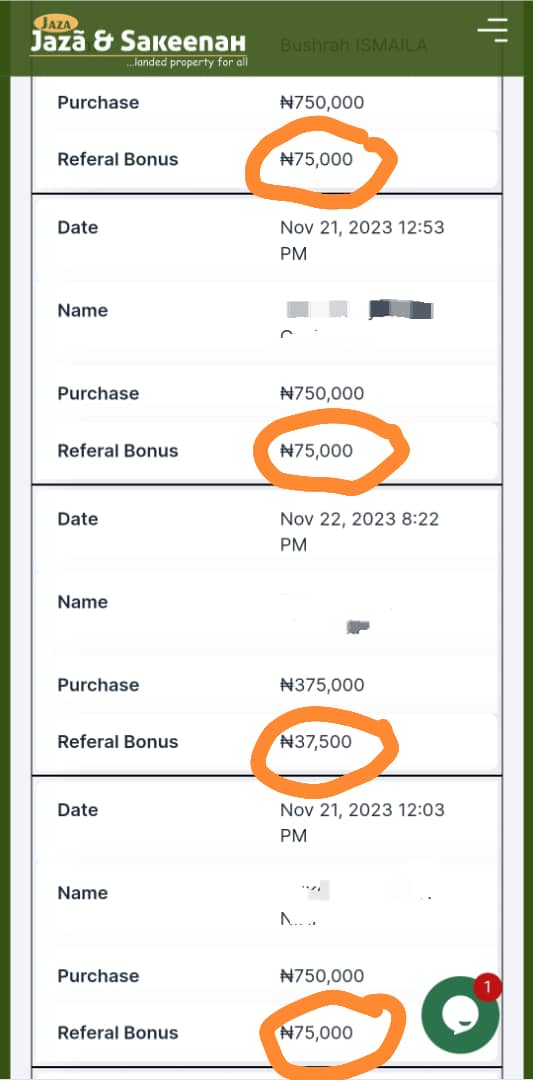 JAZA
Jazã & Sakeenah
...landed property for all
Bushrah ISMAILA
Purchase ₦750,000
Referal Bonus ₦75,000
Date Nov 21, 2023 12:53
PM
Name
Purchase ₦750,000
Referal Bonus ₦75,000
Date Nov 22, 2023 8:22
PM
Name
Purchase ₦375,000
Referal Bonus ₦37,500
Date Nov 21, 2023 12:03
PM
Name
Purchase ₦750,000
1
Referal Bonus ₦75,000